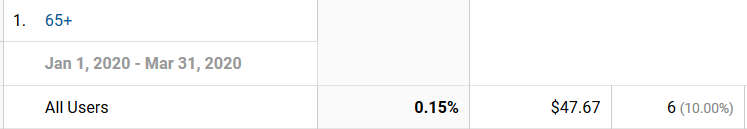 1. 65+
Jan 1, 2020 - Mar 31, 2020
All Users 0.15% $47.67 6 (10.00%)